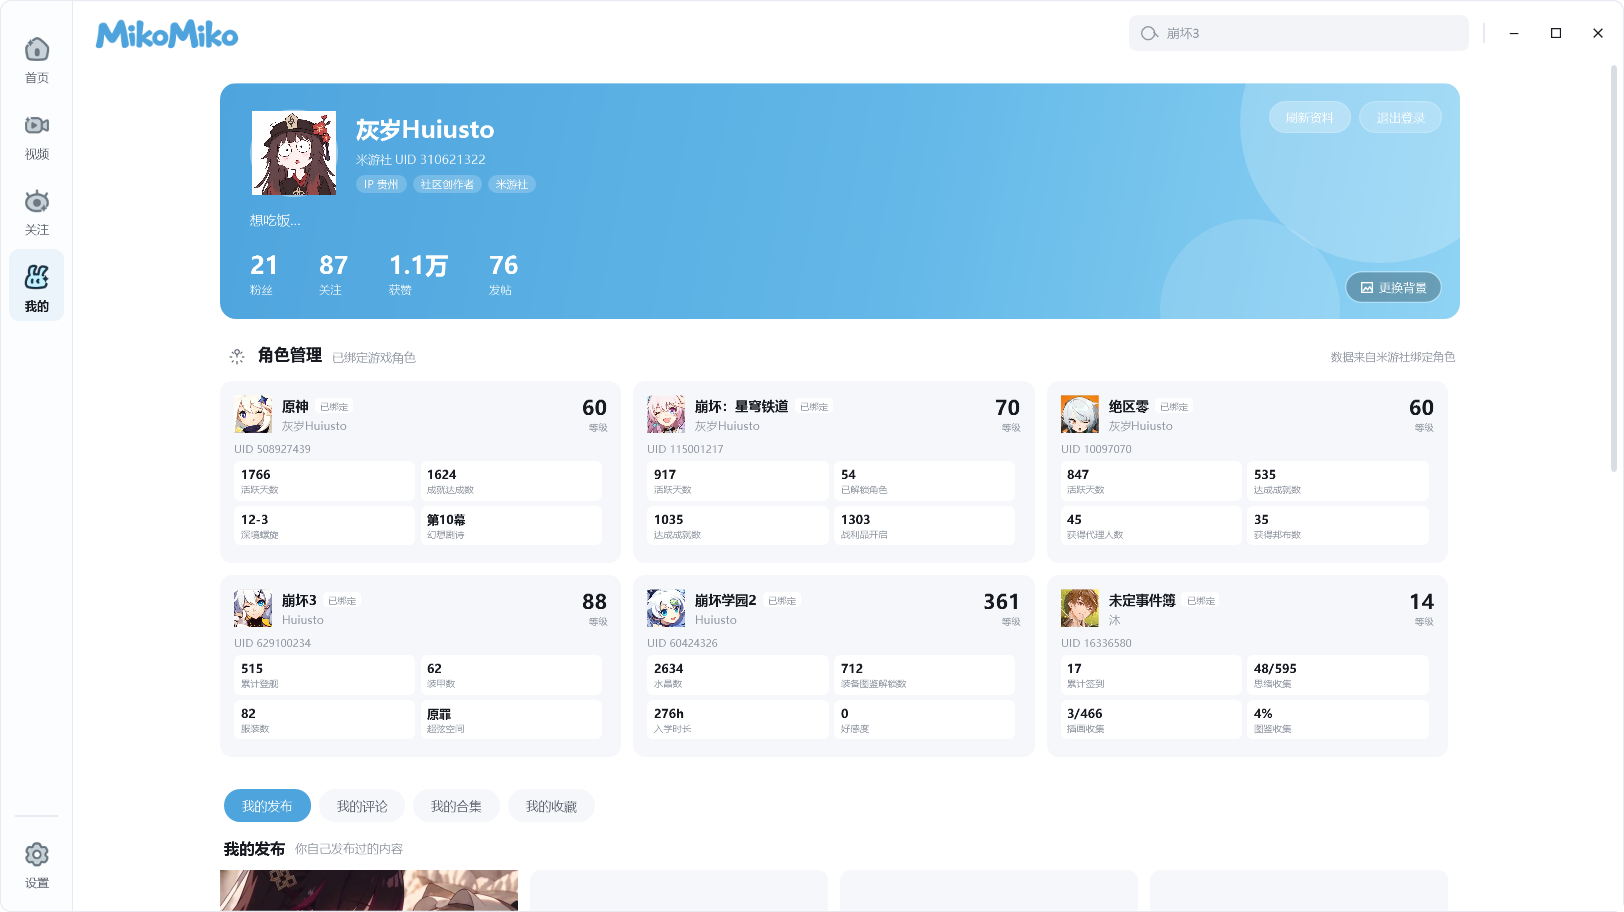 MikoMiko
崩坏3
首页
视频
关注
我的
设置
刷新资料
退出登录
灰岁Huiusto
米游社 UID 310621322
IP 贵州 社区创作者 米游社
想吃饭...
21 87 1.1万 76
粉丝 关注 获赞 发帖
更换背景
角色管理 已绑定游戏角色
数据来自米游社绑定角色
原神 已绑定
60
灰岁Huiusto
等级
UID 508927439
1766
活跃天数
1624
成就达成数
12-3
深境螺旋
第10幕
幻想剧诗
崩坏：星穹铁道 已绑定
70
灰岁Huiusto
等级
UID 115001217
917
活跃天数
54
已解锁角色
1035
达成成就数
1303
战利品开启
绝区零 已绑定
60
灰岁Huiusto
等级
UID 10097070
847
活跃天数
535
达成成就数
45
获得代理人数
35
获得邦布数
崩坏3 已绑定
88
Huiusto
等级
UID 629100234
515
累计登舰
62
装甲数
82
服装数
原罪
超弦空间
崩坏学园2 已绑定
361
Huiusto
等级
UID 60424326
2634
水晶数
712
装备图鉴解锁数
276h
入学时长
0
好感度
未定事件簿 已绑定
14
沐
等级
UID 16336580
17
累计签到
48/595
思绪收集
3/466
插画收集
4%
图鉴收集
我的发布 我的评论 我的合集 我的收藏
我的发布 你自己发布过的内容